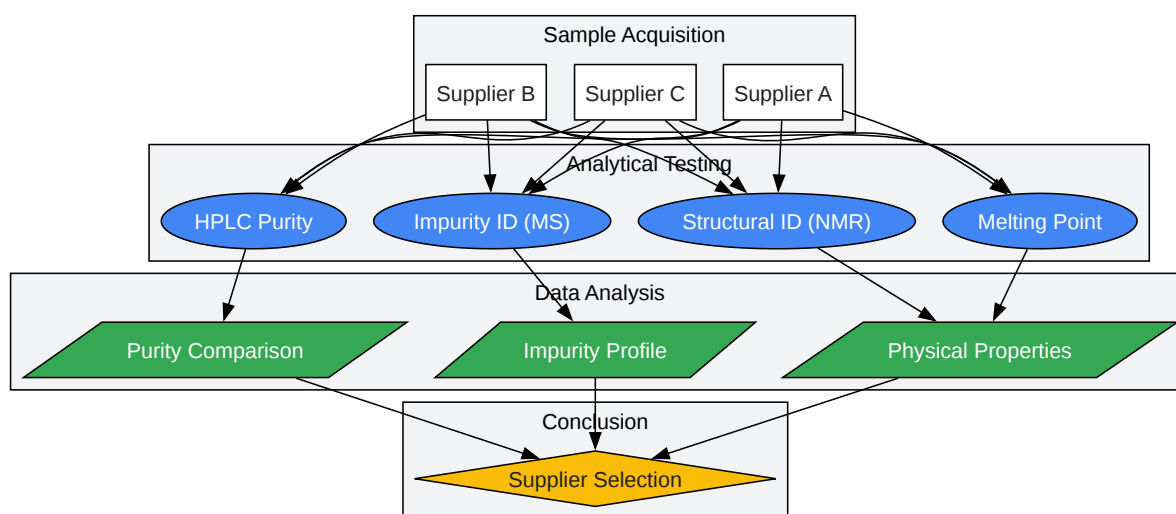 Sample Acquisition
Supplier B
Supplier C
Supplier A
Analytical Testing
HPLC Purity
Impurity ID (MS)
Structural ID (NMR)
Melting Point
Data Analysis
Purity Comparison
Impurity Profile
Physical Properties
Conclusion
Supplier Selection